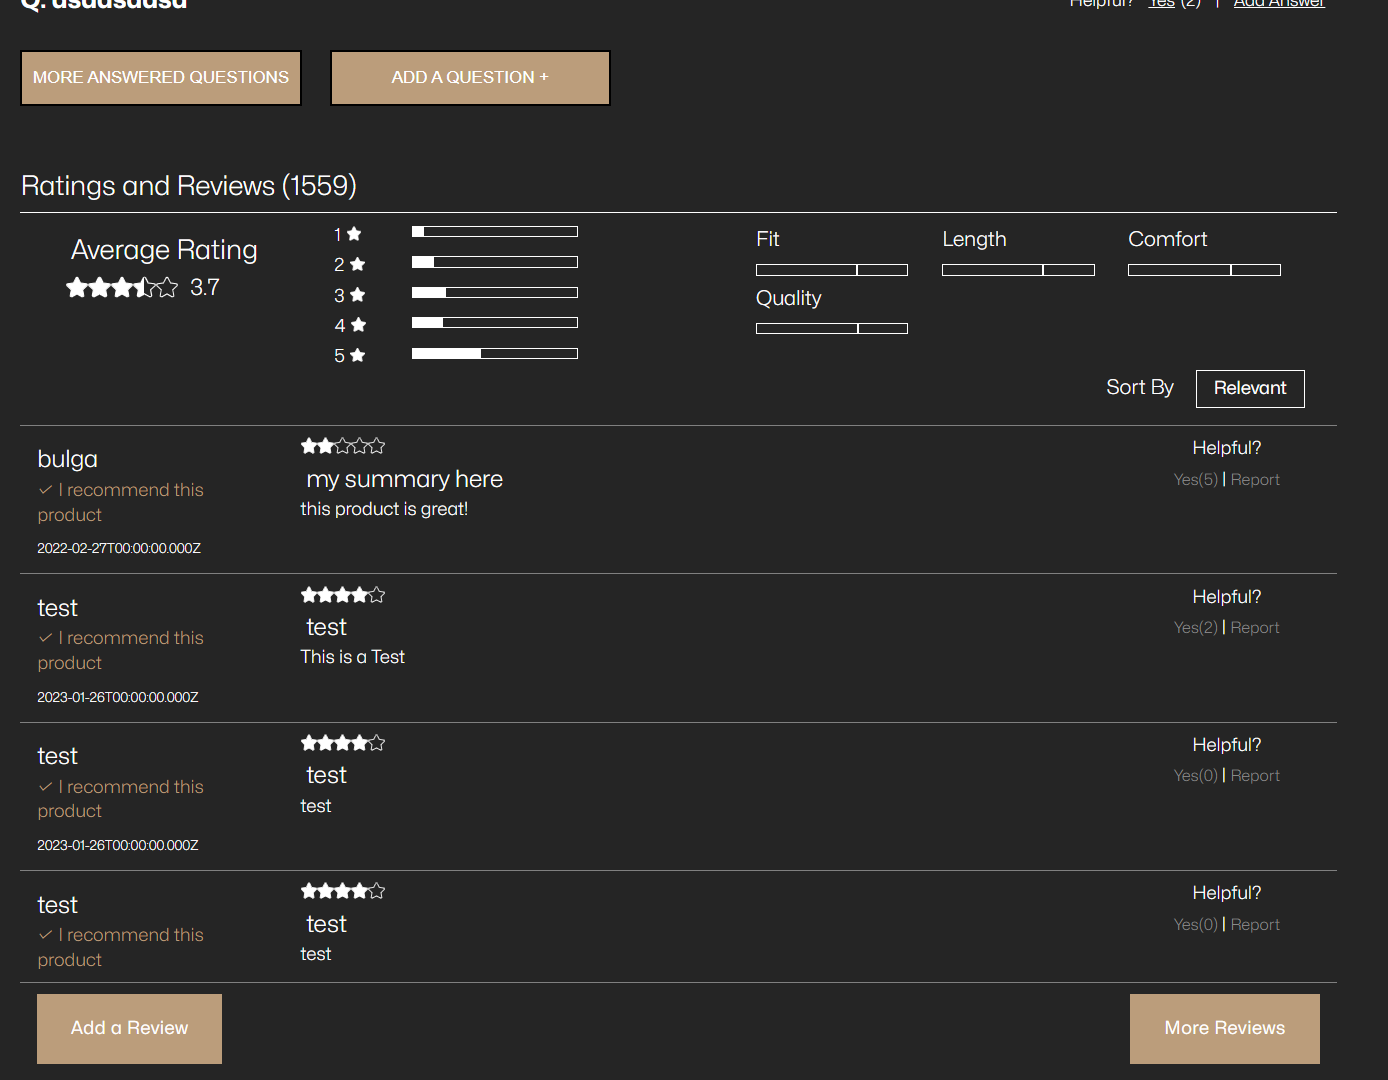 Q: asdasdasd
Helpful? Yes (2) | Add Answer
MORE ANSWERED QUESTIONS
ADD A QUESTION +
Ratings and Reviews (1559)
Average Rating
3.7
1
2
3
4
5
Fit
Length
Comfort
Quality
Sort By Relevant
bulga
✓ I recommend this
product
2022-02-27T00:00:00.000Z
my summary here
this product is great!
Helpful?
Yes(5) | Report
test
✓ I recommend this
product
2023-01-26T00:00:00.000Z
test
This is a Test
Helpful?
Yes(2) | Report
test
✓ I recommend this
product
2023-01-26T00:00:00.000Z
test
test
Helpful?
Yes(0) | Report
test
✓ I recommend this
product
test
test
Helpful?
Yes(0) | Report
Add a Review
More Reviews